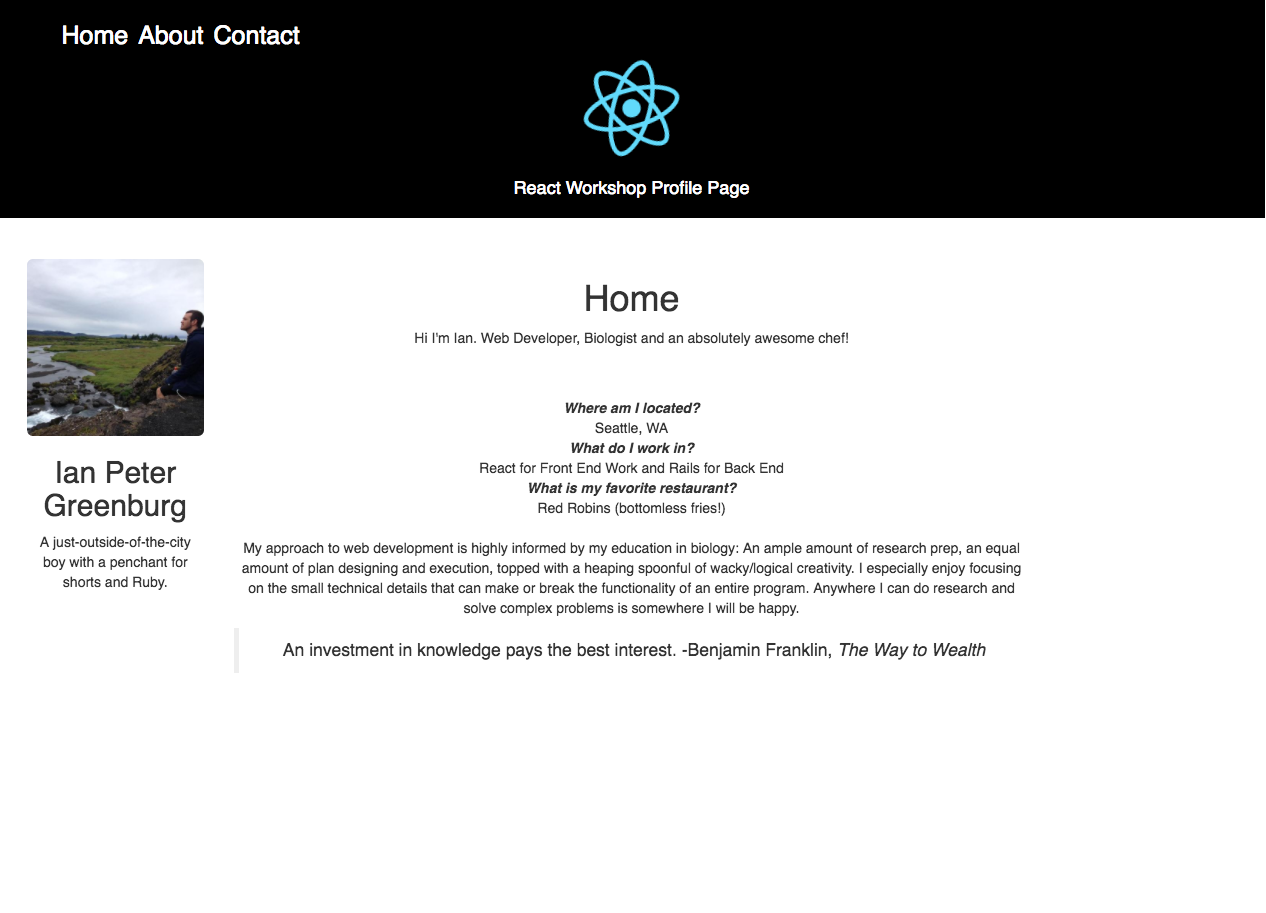 Home About Contact
React Workshop Profile Page
Ian Peter
Greenburg
A just-outside-of-the-city
boy with a penchant for
shorts and Ruby.
Home
Hi I'm Ian. Web Developer, Biologist and an absolutely awesome chef!
Where am I located?
Seattle, WA
What do I work in?
React for Front End Work and Rails for Back End
What is my favorite restaurant?
Red Robins (bottomless fries!)
My approach to web development is highly informed by my education in biology: An ample amount of research prep, an equal
amount of plan designing and execution, topped with a heaping spoonful of wacky/logical creativity. I especially enjoy focusing
on the small technical details that can make or break the functionality of an entire program. Anywhere I can do research and
solve complex problems is somewhere I will be happy.
An investment in knowledge pays the best interest. -Benjamin Franklin, The Way to Wealth